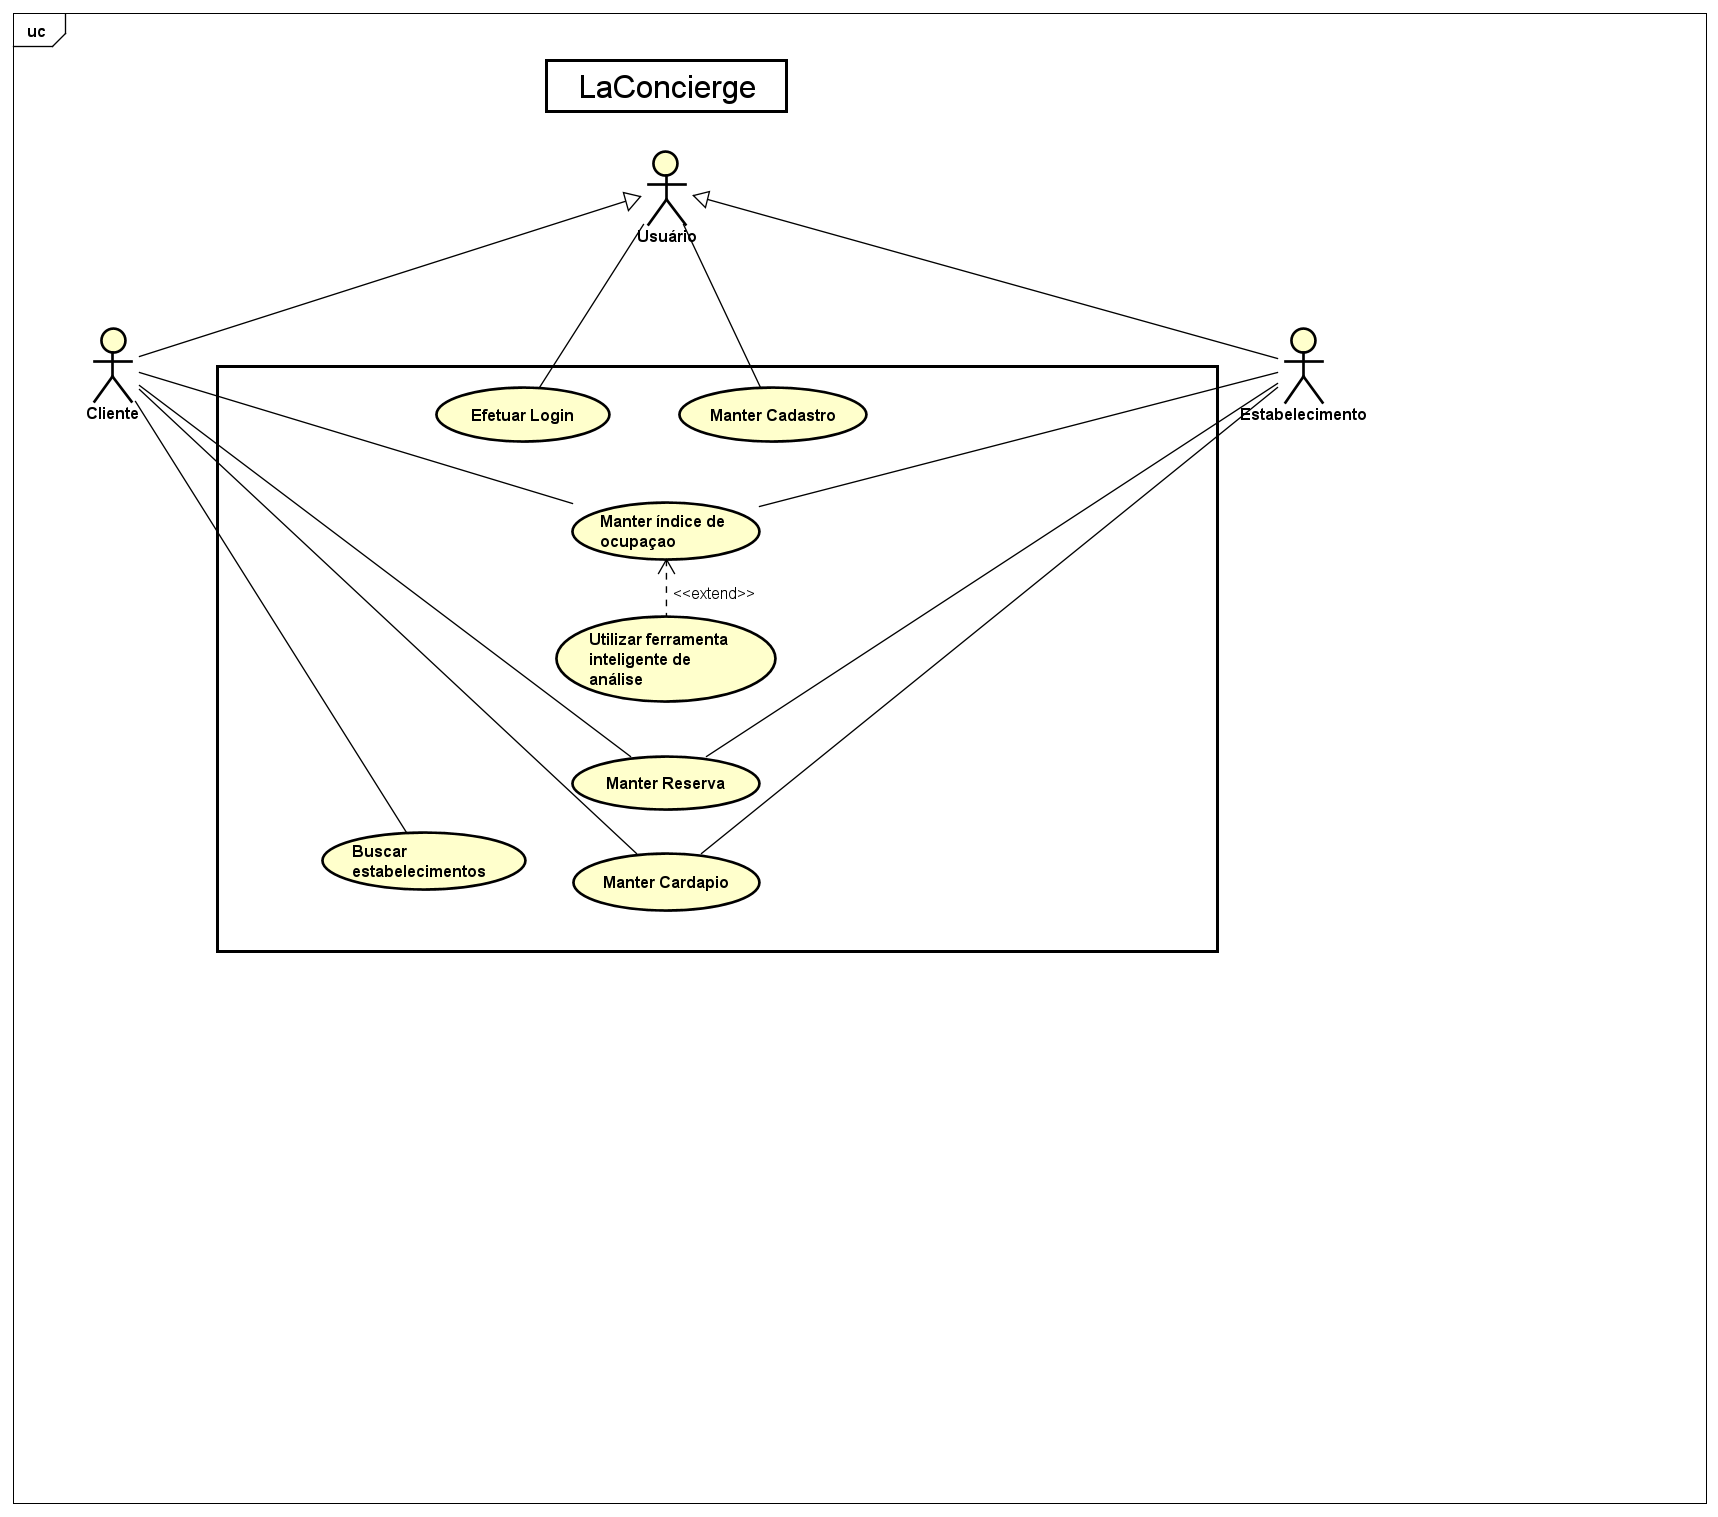 uc
LaConcierge
Usuário
Cliente
Estabelecimento
Efetuar Login
Manter Cadastro
Manter índice de
ocupaçao
<<extend>>
Utilizar ferramenta
inteligente de
análise
Manter Reserva
Buscar
estabelecimentos
Manter Cardapio